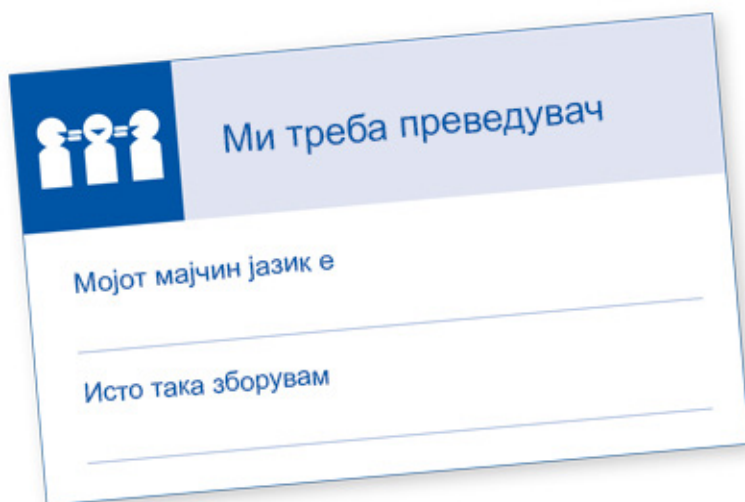 Ми треба преведувач
Мојот мајчин јазик е
Исто така зборувам